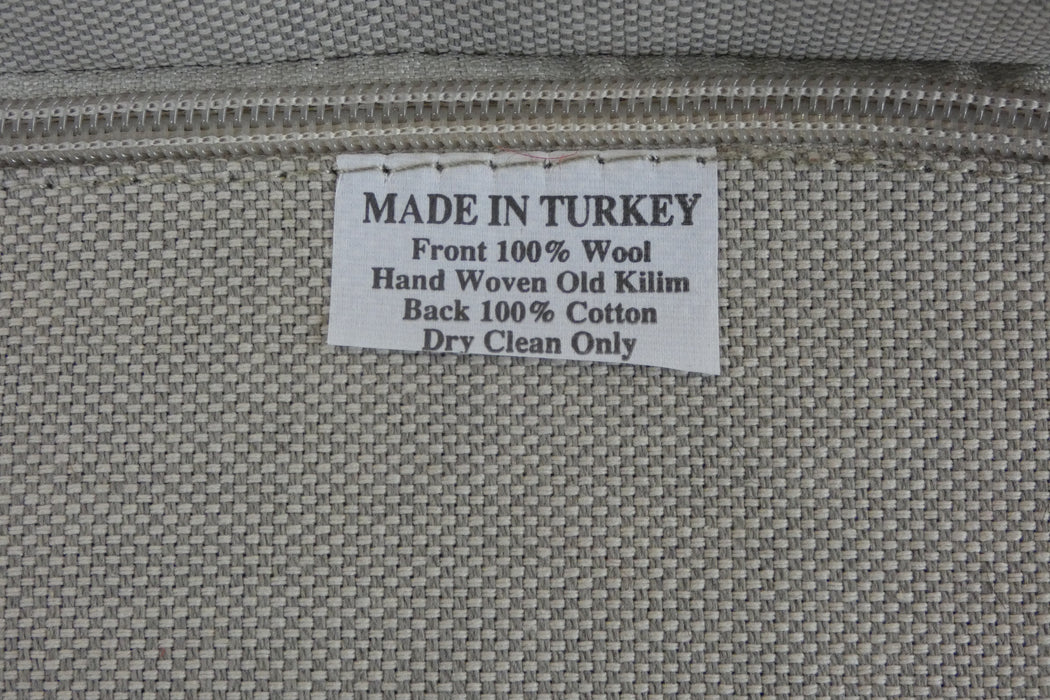 MADE IN TURKEY
Front 100% Wool
Hand Woven Old Kilim
Back 100% Cotton
Dry Clean Only